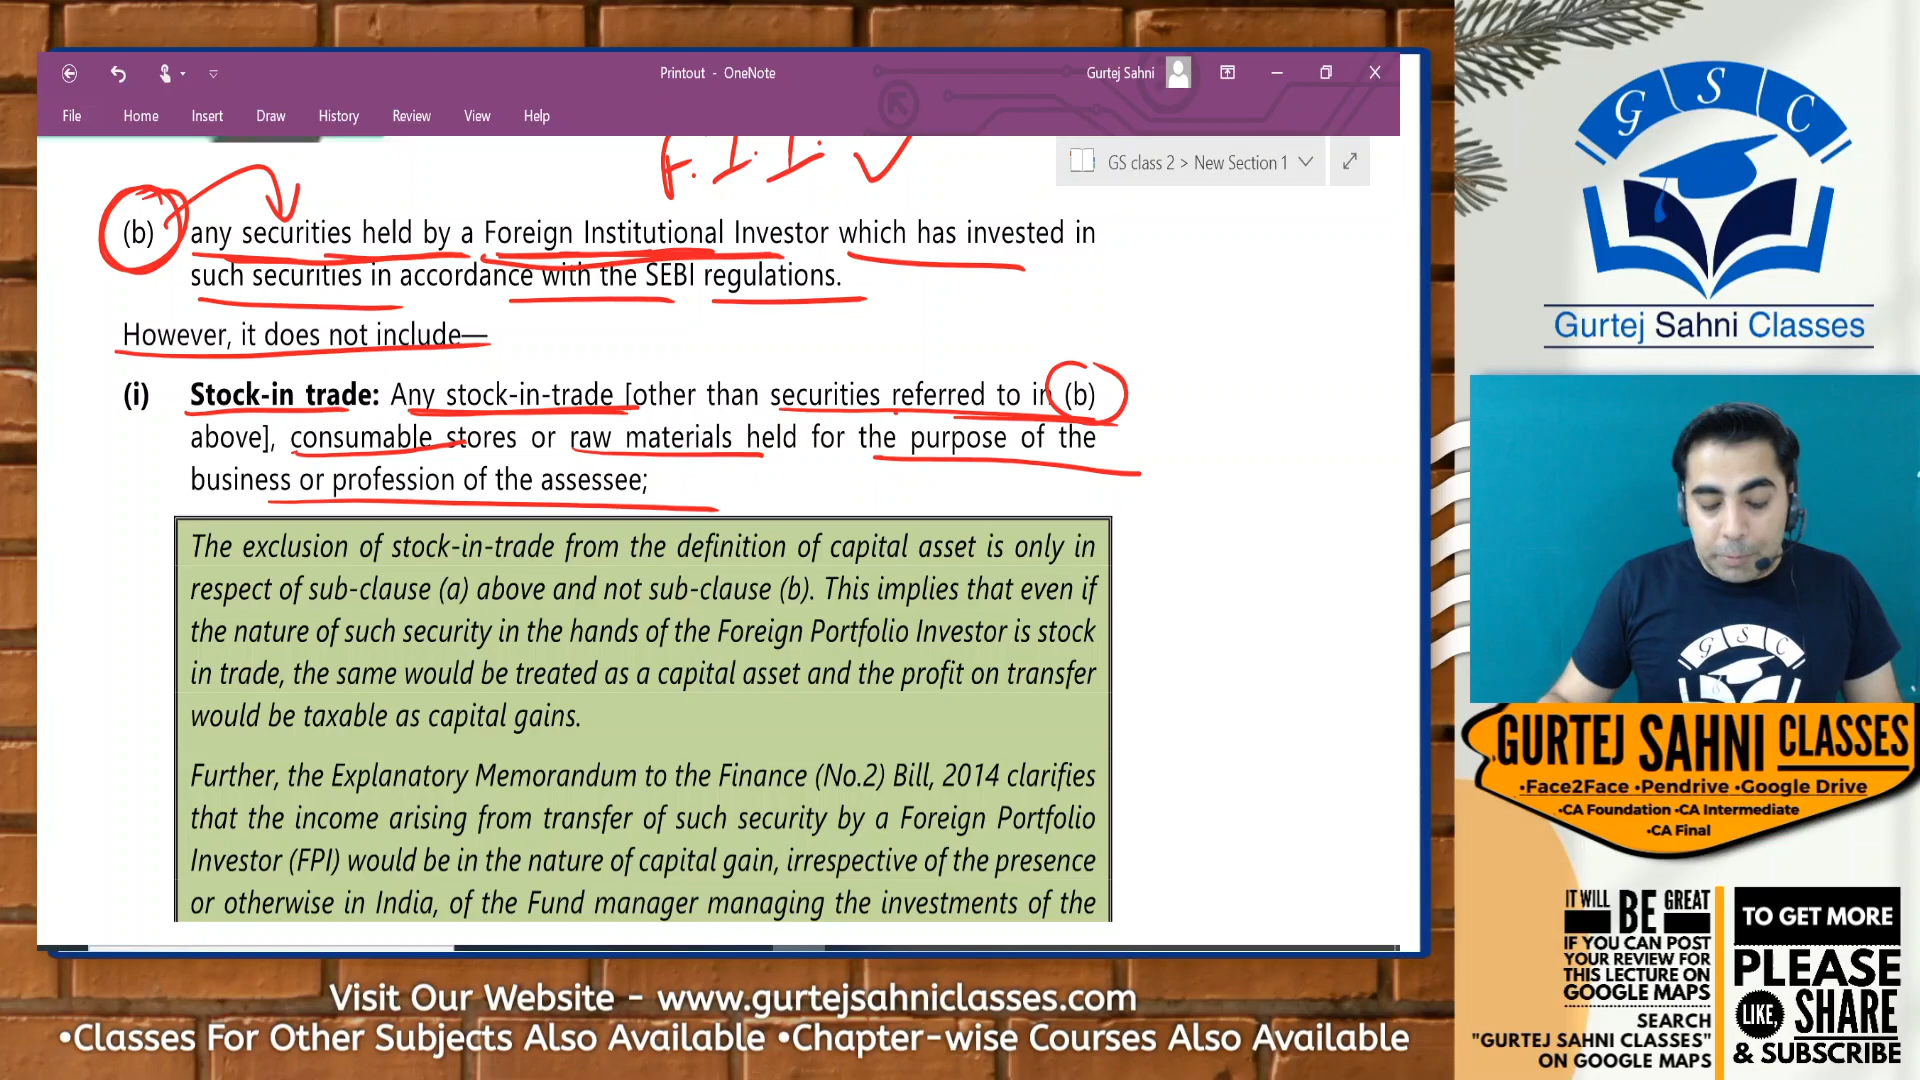 Printout - OneNote
Gurtej Sahni
File Home Insert Draw History Review View Help
F.I.I.
GS class 2 > New Section 1
(b) any securities held by a Foreign Institutional Investor which has invested in
such securities in accordance with the SEBI regulations.
However, it does not include—
(i) Stock-in trade: Any stock-in-trade [other than securities referred to in (b)
above], consumable stores or raw materials held for the purpose of the
business or profession of the assessee;
The exclusion of stock-in-trade from the definition of capital asset is only in
respect of sub-clause (a) above and not sub-clause (b). This implies that even if
the nature of such security in the hands of the Foreign Portfolio Investor is stock
in trade, the same would be treated as a capital asset and the profit on transfer
would be taxable as capital gains.
Further, the Explanatory Memorandum to the Finance (No.2) Bill, 2014 clarifies
that the income arising from transfer of such security by a Foreign Portfolio
Investor (FPI) would be in the nature of capital gain, irrespective of the presence
or otherwise in India, of the Fund manager managing the investments of the
G S C
Gurtej Sahni Classes
G S C
GURTEJ SAHNI CLASSES
•Face2Face •Pendrive •Google Drive
•CA Foundation •CA Intermediate
•CA Final
IT WILL BE GREAT
IF YOU CAN POST
YOUR REVIEW FOR
THIS LECTURE ON
GOOGLE MAPS
SEARCH
"GURTEJ SAHNI CLASSES"
ON GOOGLE MAPS
TO GET MORE
PLEASE
LIKE, SHARE
& SUBSCRIBE
Visit Our Website - www.gurtejsahniclasses.com
•Classes For Other Subjects Also Available •Chapter-wise Courses Also Available